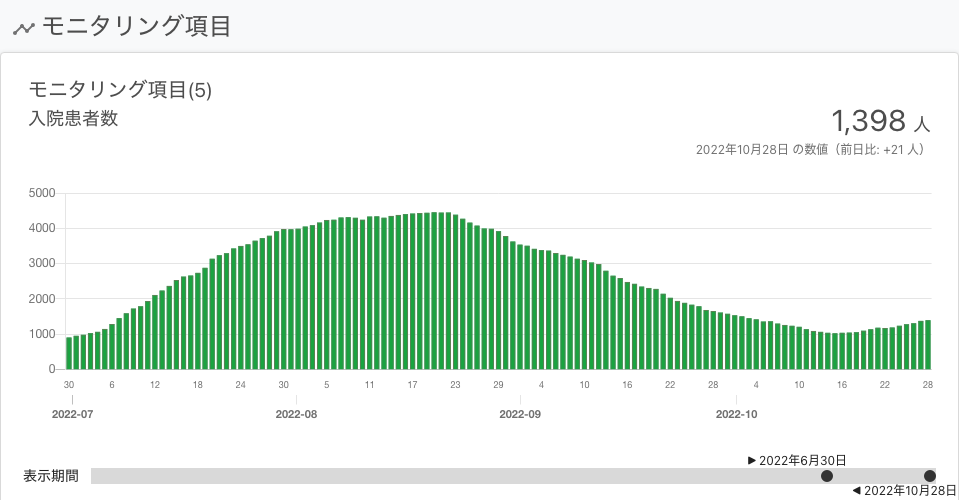 モニタリング項目
モニタリング項目(5)
入院患者数
1,398 人
2022年10月28日 の数値（前日比: +21 人）
5000
4000
3000
2000
1000
0
30 6 12 18 24 30 5 11 17 23 29 4 10 16 22 28 4 10 16 22 28
2022-07 2022-08 2022-09 2022-10
▶ 2022年6月30日
表示期間
◀ 2022年10月28日